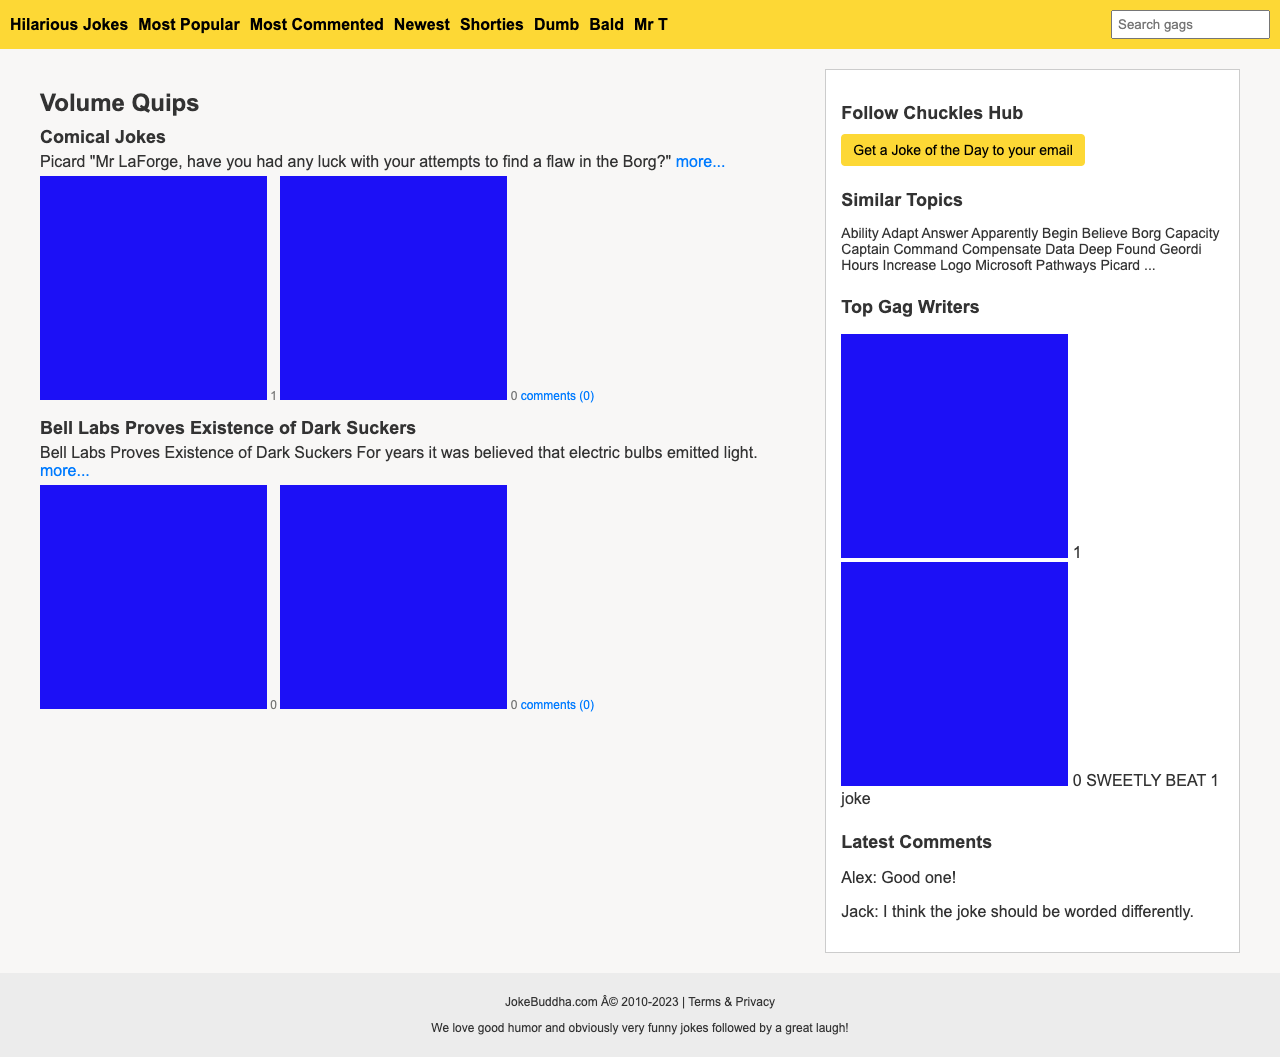 Hilarious Jokes Most Popular Most Commented Newest Shorties Dumb Bald Mr T
Search gags
Volume Quips
Comical Jokes
Picard "Mr LaForge, have you had any luck with your attempts to find a flaw in the Borg?" more...
1
0 comments (0)
Bell Labs Proves Existence of Dark Suckers
Bell Labs Proves Existence of Dark Suckers For years it was believed that electric bulbs emitted light.
more...
0
0 comments (0)
Follow Chuckles Hub
Get a Joke of the Day to your email
Similar Topics
Ability Adapt Answer Apparently Begin Believe Borg Capacity
Captain Command Compensate Data Deep Found Geordi
Hours Increase Logo Microsoft Pathways Picard ...
Top Gag Writers
1
0 SWEETLY BEAT 1
joke
Latest Comments
Alex: Good one!
Jack: I think the joke should be worded differently.
JokeBuddha.com Â© 2010-2023 | Terms & Privacy
We love good humor and obviously very funny jokes followed by a great laugh!